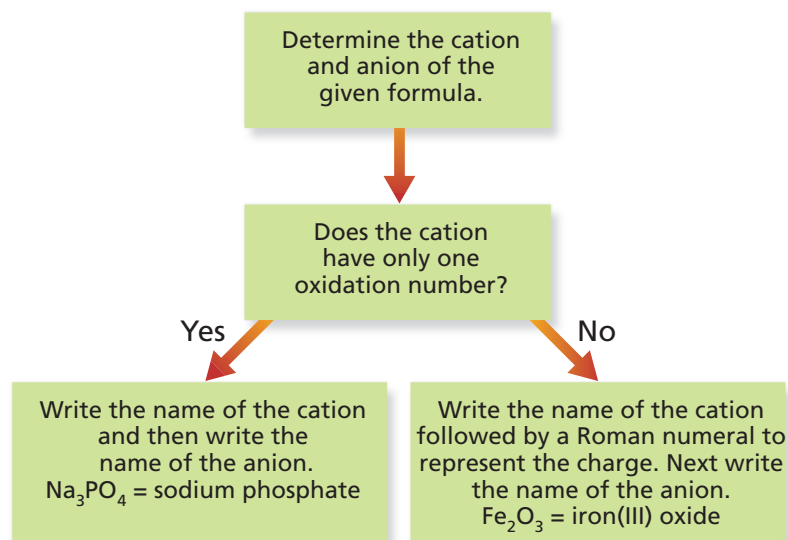 Determine the cation
and anion of the
given formula.
Does the cation
have only one
oxidation number?
Yes
No
Write the name of the cation
and then write the
name of the anion.
Na₃PO₄ = sodium phosphate
Write the name of the cation
followed by a Roman numeral to
represent the charge. Next write
the name of the anion.
Fe₂O₃ = iron(III) oxide